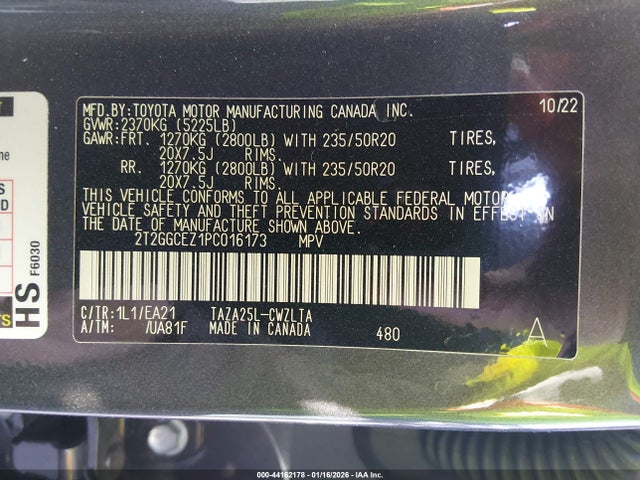 MFD.BY:TOYOTA MOTOR MANUFACTURING CANADA INC. 10/22
GVWR:2370KG (5225LB)
GAWR:FRT. 1270KG (2800LB) WITH 235/50R20 TIRES,
20X7.5J RIMS.
RR. 1270KG (2800LB) WITH 235/50R20 TIRES,
20X7.5J RIMS.
THIS VEHICLE CONFORMS TO ALL APPLICABLE FEDERAL MOTOR
VEHICLE SAFETY AND THEFT PREVENTION STANDARDS IN EFFECT ON
THE DATE OF MANUFACTURE SHOWN ABOVE.
2T2GGCEZ1PC016173 MPV
C/TR:1L1/EA21 TAZA25L-CWZLTA
A/TM: /UA81F MADE IN CANADA 480 A
HS F6030
000-44162178 - 01/16/2026 - IAA Inc.